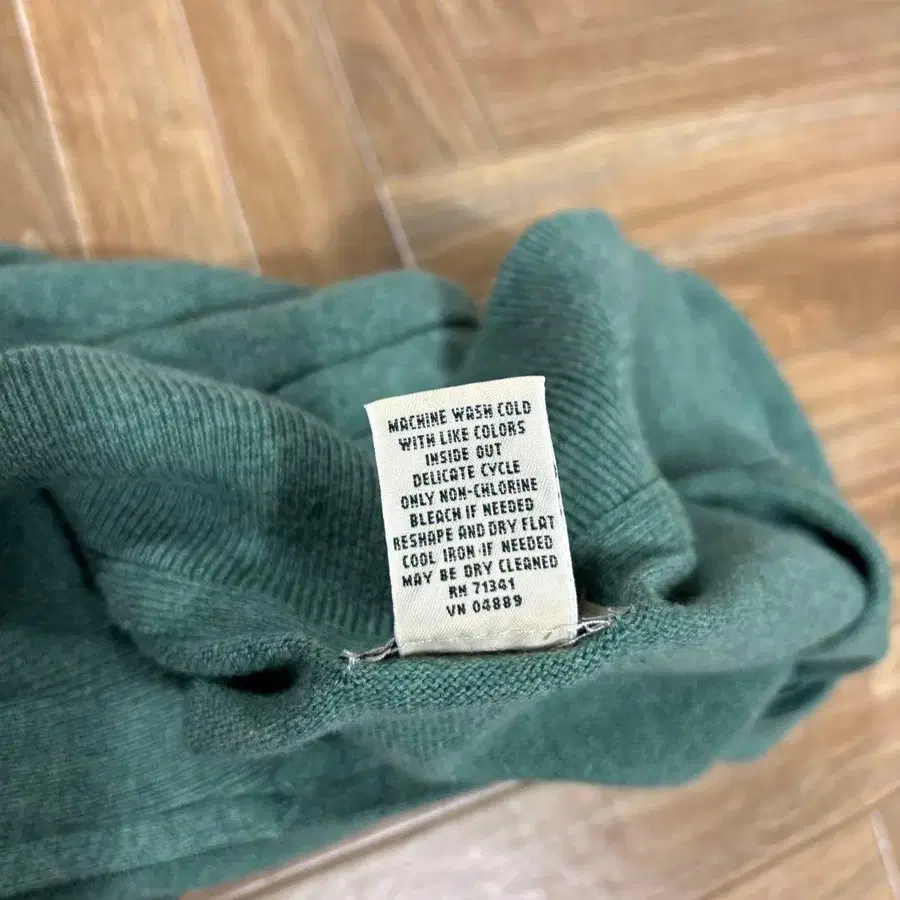 MACHINE WASH COLD
WITH LIKE COLORS
INSIDE OUT
DELICATE CYCLE
ONLY NON-CHLORINE
BLEACH IF NEEDED
RESHAPE AND DRY FLAT
COOL IRON IF NEEDED
MAY BE DRY CLEANED
RN 71341
VN 04889